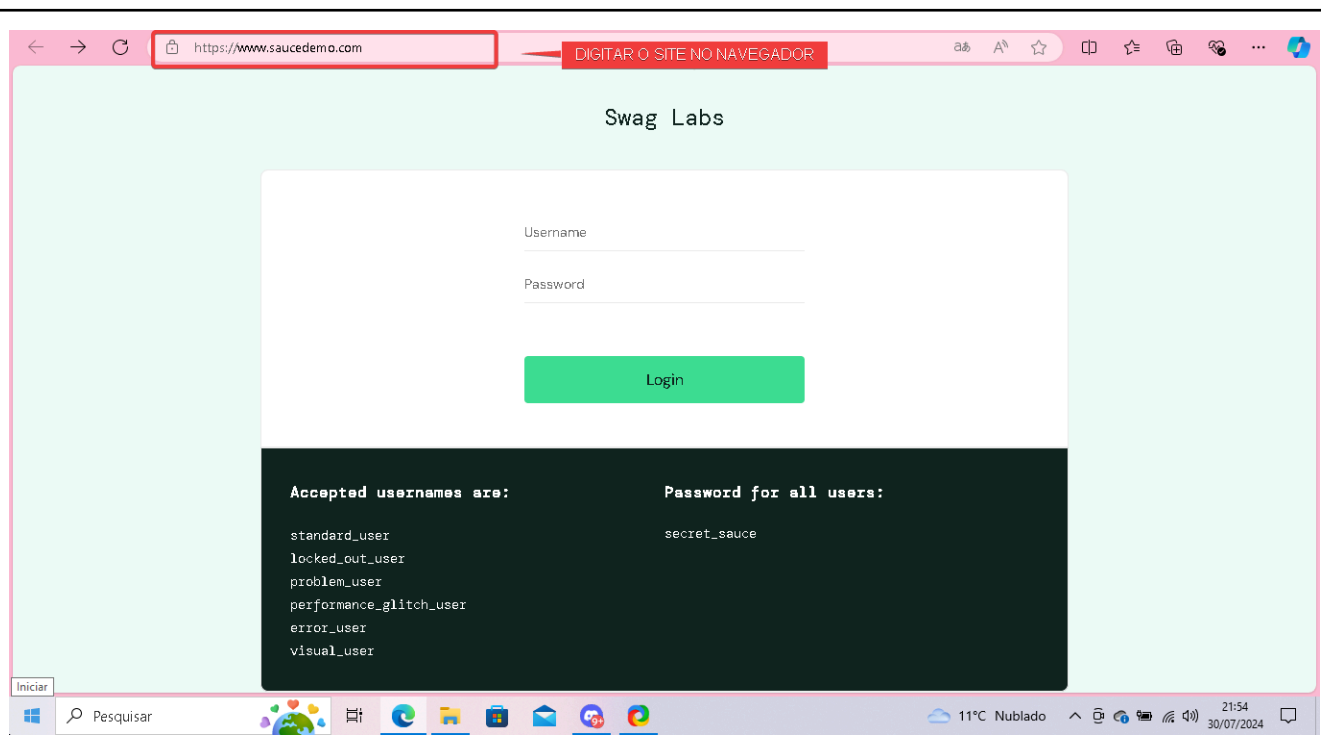 https://www.saucedemo.com
DIGITAR O SITE NO NAVEGADOR
Swag Labs
Username
Password
Login
Accepted usernames are:
standard_user
locked_out_user
problem_user
performance_glitch_user
error_user
visual_user
Password for all users:
secret_sauce
Iniciar
Pesquisar
9+
11°C Nublado
21:54
30/07/2024